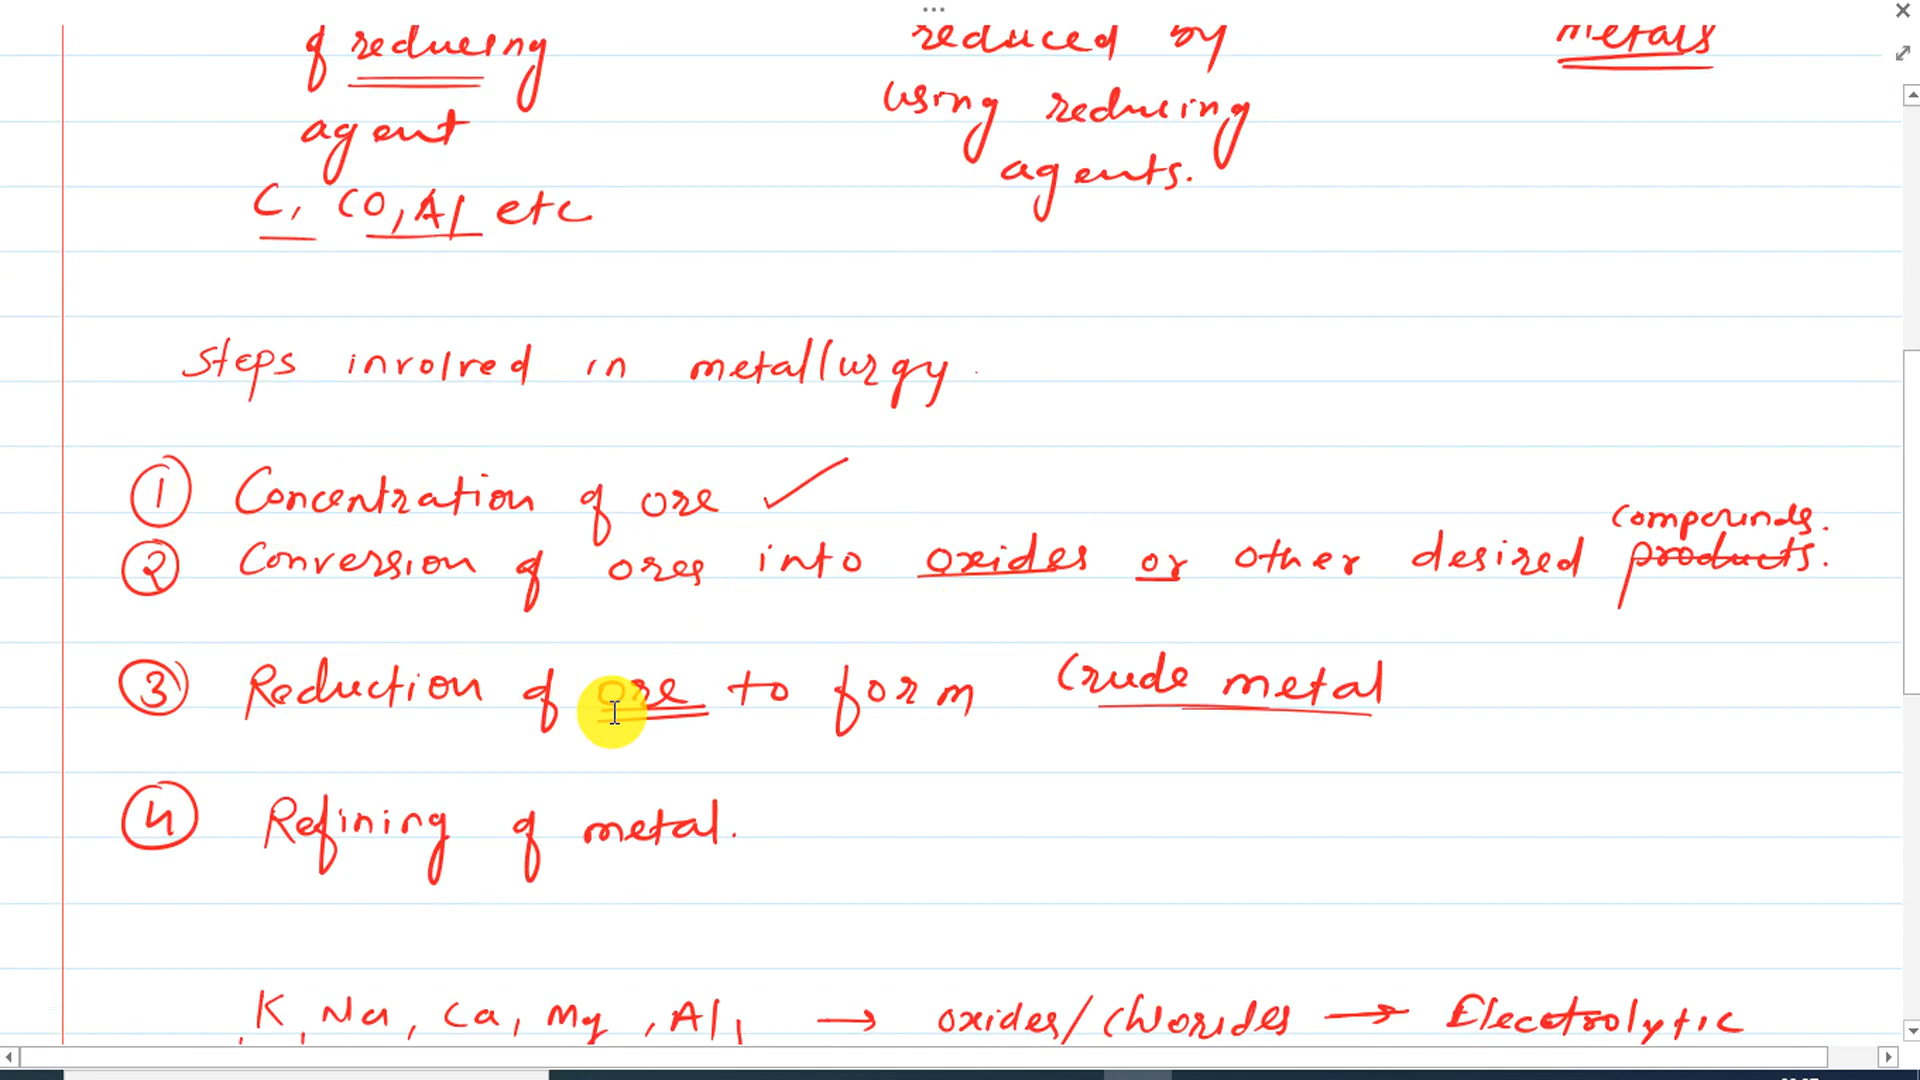 of reducing
agent
C, CO, Al etc
reduced by
using reducing
agents.
metals
Steps involved in metallurgy.
① Concentration of ore ✓
compounds.
② Conversion of ores into oxides or other desired products.
③ Reduction of ore to form Crude metal
④ Refining of metal.
K, Na, Ca, Mg, Al, → oxides/chlorides → Electrolytic